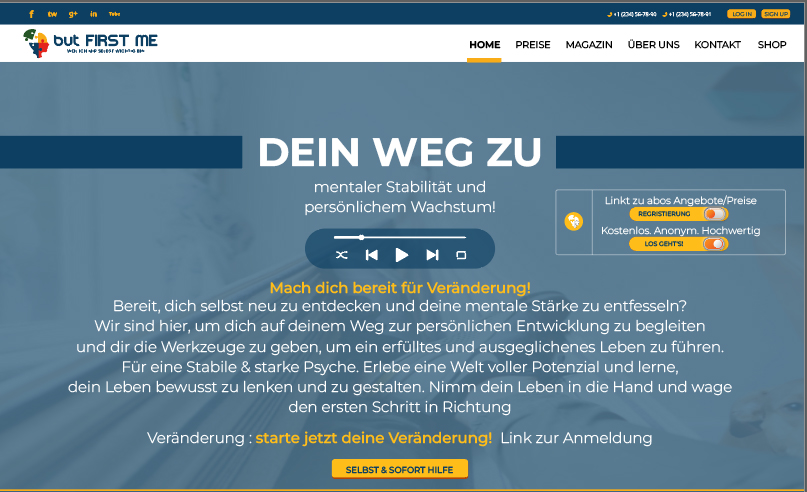 f tw g+ in Tube
+1 (234) 56-78-90 +1 (234) 56-78-91 LOG IN SIGN UP
but FIRST ME
HOME PREISE MAGAZIN ÜBER UNS KONTAKT SHOP
DEIN WEG ZU
mentaler Stabilität und
persönlichem Wachstum!
Linkt zu abos Angebote/Preise
REGRISTIERUNG
Kostenlos. Anonym. Hochwertig
LOS GEHT'S!
Mach dich bereit für Veränderung!
Bereit, dich selbst neu zu entdecken und deine mentale Stärke zu entfesseln?
Wir sind hier, um dich auf deinem Weg zur persönlichen Entwicklung zu begleiten
und dir die Werkzeuge zu geben, um ein erfülltes und ausgeglichenes Leben zu führen.
Für eine Stabile & starke Psyche. Erlebe eine Welt voller Potenzial und lerne,
dein Leben bewusst zu lenken und zu gestalten. Nimm dein Leben in die Hand und wage
den ersten Schritt in Richtung
Veränderung : starte jetzt deine Veränderung! Link zur Anmeldung
SELBST & SOFORT HILFE